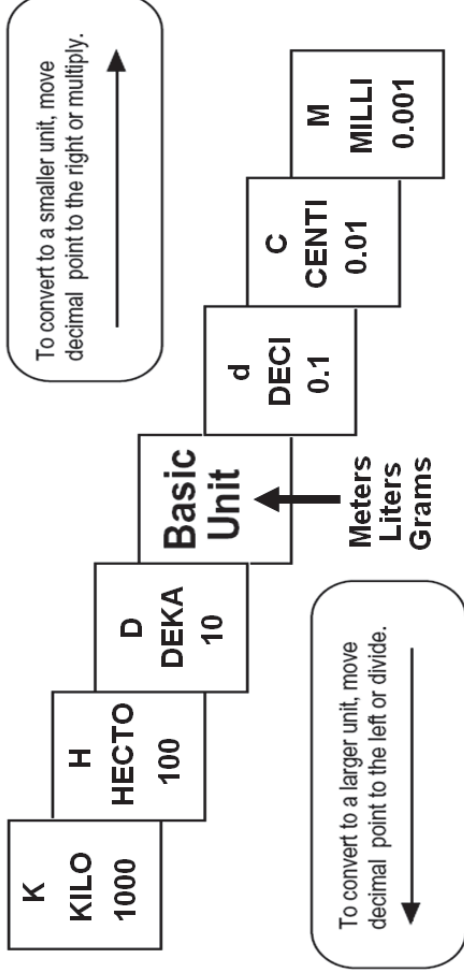 To convert to a smaller unit, move
decimal point to the right or multiply.
K
KILO
1000
H
HECTO
100
D
DEKA
10
Basic
Unit
d
DECI
0.1
C
CENTI
0.01
M
MILLI
0.001
Meters
Liters
Grams
To convert to a larger unit, move
decimal point to the left or divide.